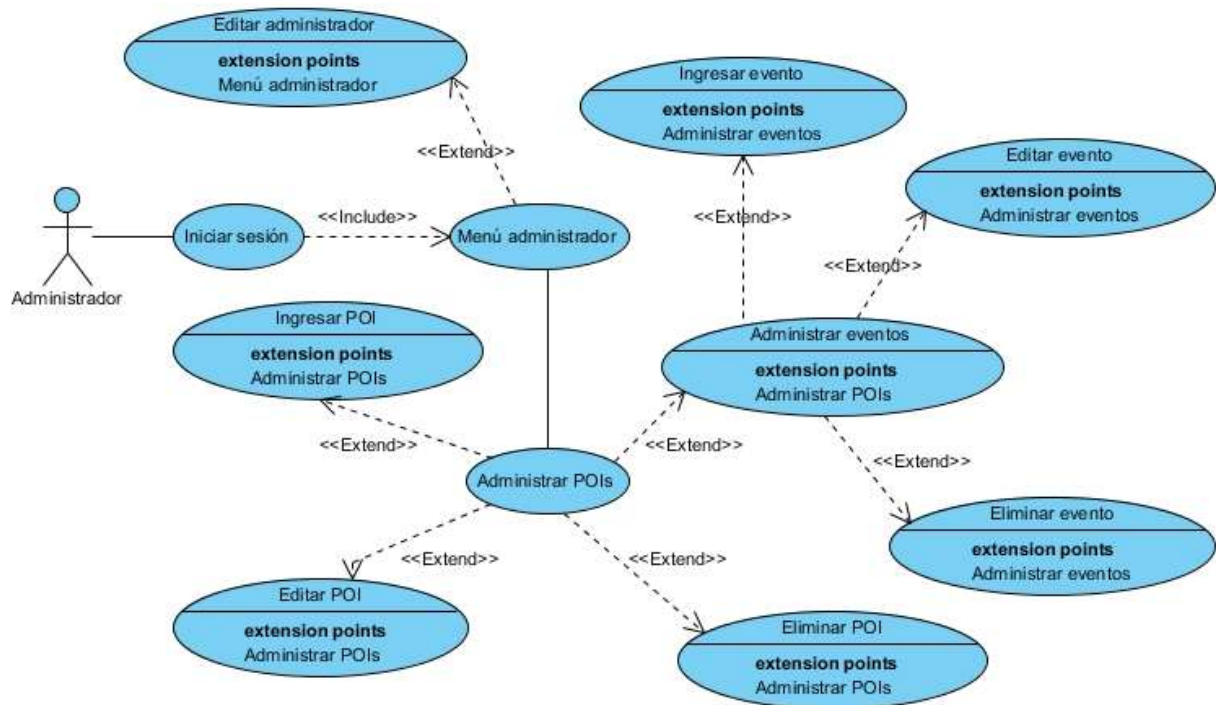 Editar administrador
extension points
Menú administrador
Ingresar evento
extension points
Administrar eventos
<<Extend>>
Editar evento
extension points
Administrar eventos
<<Extend>>
<<Include>>
Iniciar sesión
Menú administrador
<<Extend>>
Administrador
Ingresar POI
extension points
Administrar POIs
Administrar eventos
extension points
Administrar POIs
<<Extend>>
<<Extend>>
<<Extend>>
Administrar POIs
Eliminar evento
extension points
Administrar eventos
<<Extend>>
<<Extend>>
Editar POI
extension points
Administrar POIs
Eliminar POI
extension points
Administrar POIs